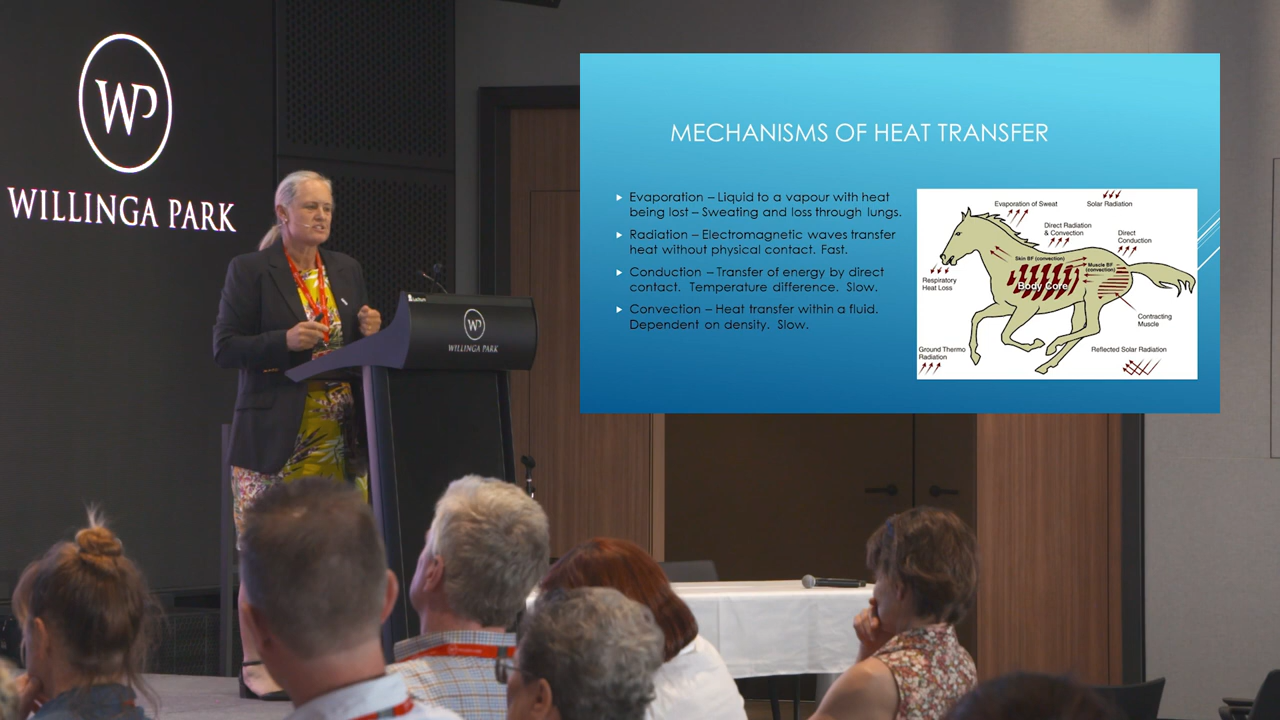 WP
WILLINGA PARK
MECHANISMS OF HEAT TRANSFER
Evaporation – Liquid to a vapour with heat
being lost – Sweating and loss through lungs.
Radiation – Electromagnetic waves transfer
heat without physical contact. Fast.
Conduction – Transfer of energy by direct
contact. Temperature difference. Slow.
Convection – Heat transfer within a fluid.
Dependent on density. Slow.
Evaporation of Sweat
Solar Radiation
Direct Radiation
& Convection
Direct
Conduction
Skin BF (convection)
Muscle BF
(convection)
Body Core
Respiratory
Heat Loss
Contracting
Muscle
Ground Thermo
Radiation
Reflected Solar Radiation
WP
WILLINGA PARK